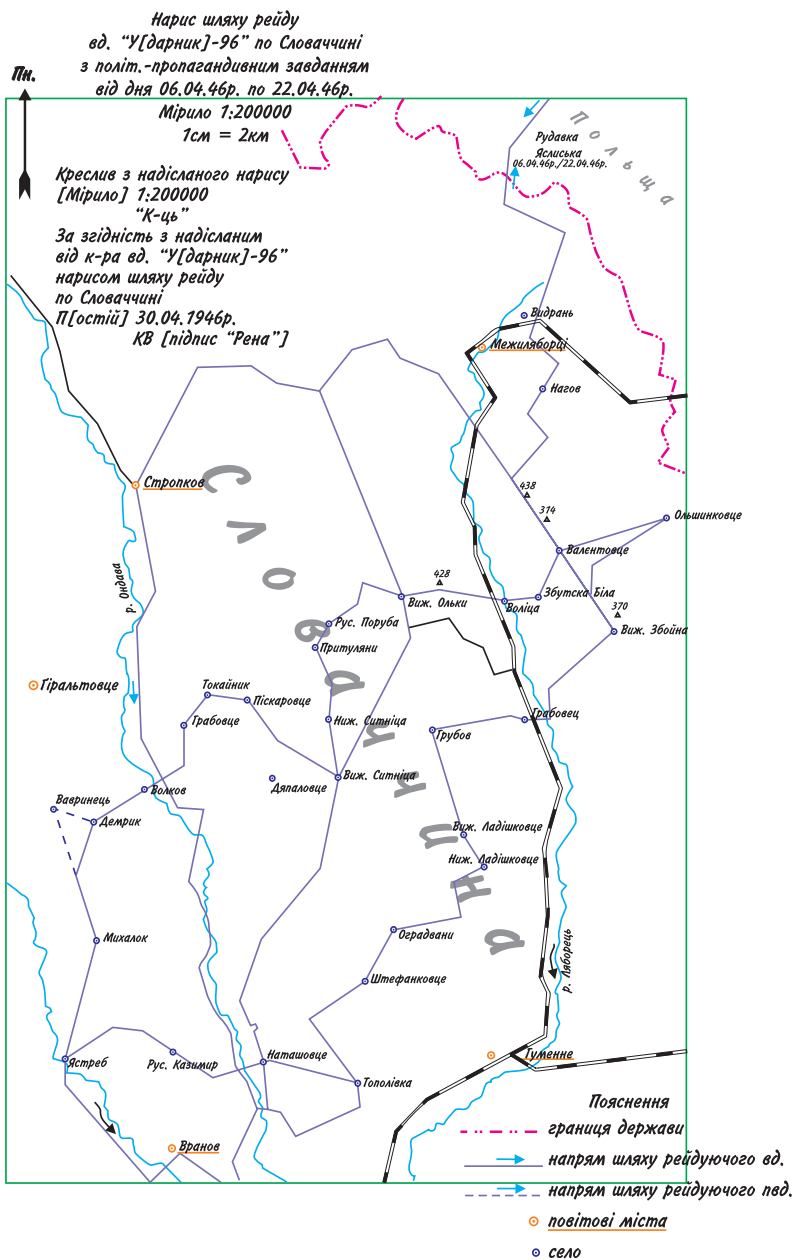 Нарис шляху рейду
вд. “У[дарник]-96” по Словаччині
з політ.-пропагандивним завданням
від дня 06.04.46р. по 22.04.46р.
Мірило 1:200000
1см = 2км
Пн.
Креслив з надісланого нарису
[Мірило] 1:200000
“К-ць”
За згідність з надісланим
від к-ра вд. “У[дарник]-96”
нарисом шляху рейду
по Словаччині
П[остій] 30.04.1946р.
КВ [підпис “Рена”]
Польща
Рудавка
Яслиська
06.04.46р./22.04.46р.
Видрань
Межиляборці
Нагов
Стропков
Словаччина
438
314
Ольшинковце
Валєнтовце
р. Ондава
428
Виж. Ольки
Воліца
Збутска Біла
370
Виж. Збойна
Рус. Поруба
Притуляни
Ґіральтовце
Токайник
Піскаровце
Грабовце
Ниж. Ситніца
Грабовец
Грубов
Волков
Дяпаловце
Виж. Ситніца
Вавринець
Демрик
Виж. Ладішковце
Ниж. Ладішковце
Михалок
Оградвани
р. Ляборець
Штефанковце
Ястреб
Рус. Казимир
Наташовце
Гуменне
Тополівка
Вранов
Пояснення
границя держави
напрям шляху рейдуючого вд.
напрям шляху рейдуючого пвд.
повітові міста
село